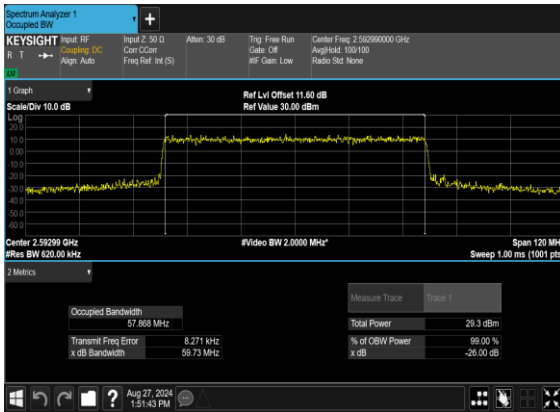 Spectrum Analyzer 1
Occupied BW
KEYSIGHT
R T
LW
Input: RF
Coupling: DC
Align: Auto
Input Z: 50 Ω
Corr CCorr
Freq Ref: Int (S)
Atten: 30 dB
Trig: Free Run
Gate: Off
#IF Gain: Low
Center Freq: 2.592990000 GHz
Avg|Hold: 100/100
Radio Std: None
1 Graph
Scale/Div 10.0 dB
Ref Lvl Offset 11.60 dB
Ref Value 30.00 dBm
Log
20.0
10.0
0.00
-10.0
-20.0
-30.0
-40.0
-50.0
-60.0
Center 2.59299 GHz
#Res BW 620.00 kHz
#Video BW 2.0000 MHz*
Span 120 MH
Sweep 1.00 ms (1001 pts
2 Metrics
Measure Trace
Trace 1
Occupied Bandwidth
57.868 MHz
Total Power
29.3 dBm
Transmit Freq Error
8.271 kHz
% of OBW Power
99.00 %
x dB Bandwidth
59.73 MHz
x dB
-26.00 dB
Aug 27, 2024
1:51:43 PM